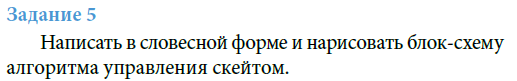 Задание 5
Написать в словесной форме и нарисовать блок-схему
алгоритма управления скейтом.